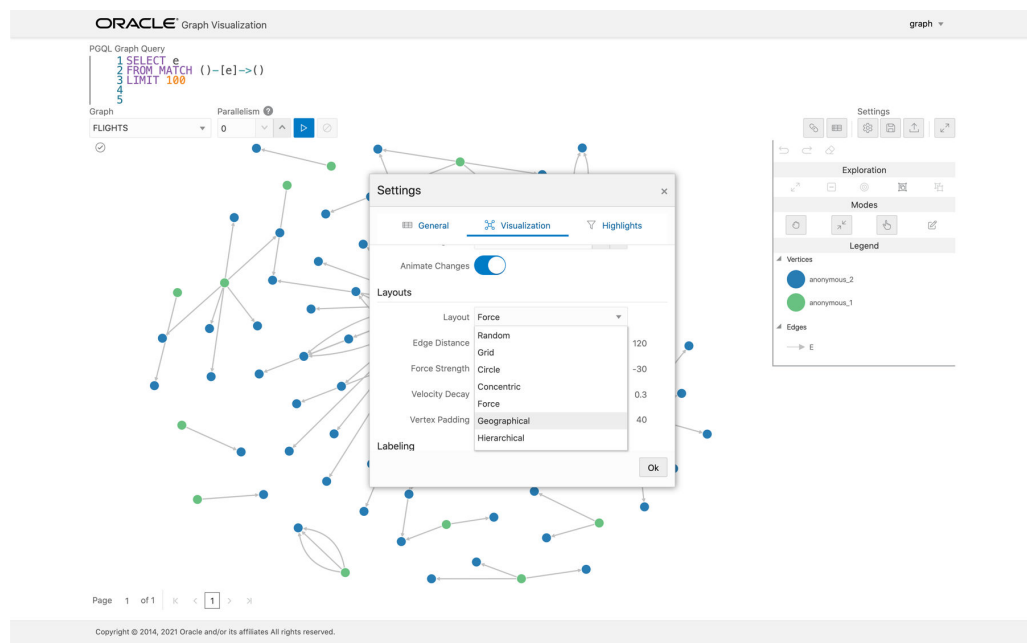 ORACLE® Graph Visualization
graph
PGQL Graph Query
1 SELECT e
2 FROM MATCH ()-[e]->()
3 LIMIT 100
4
5
Graph
Parallelism
FLIGHTS
0
Settings
Exploration
Modes
Legend
Vertices
anonymous_2
anonymous_1
Edges
E
Settings
General Visualization Highlights
Animate Changes
Layouts
Layout Force
Random
Edge Distance 120
Grid
Force Strength -30
Circle
Concentric
Velocity Decay 0.3
Force
Vertex Padding 40
Geographical
Hierarchical
Labeling
Ok
Page 1 of 1 K < 1 >
Copyright © 2014, 2021 Oracle and/or its affiliates All rights reserved.